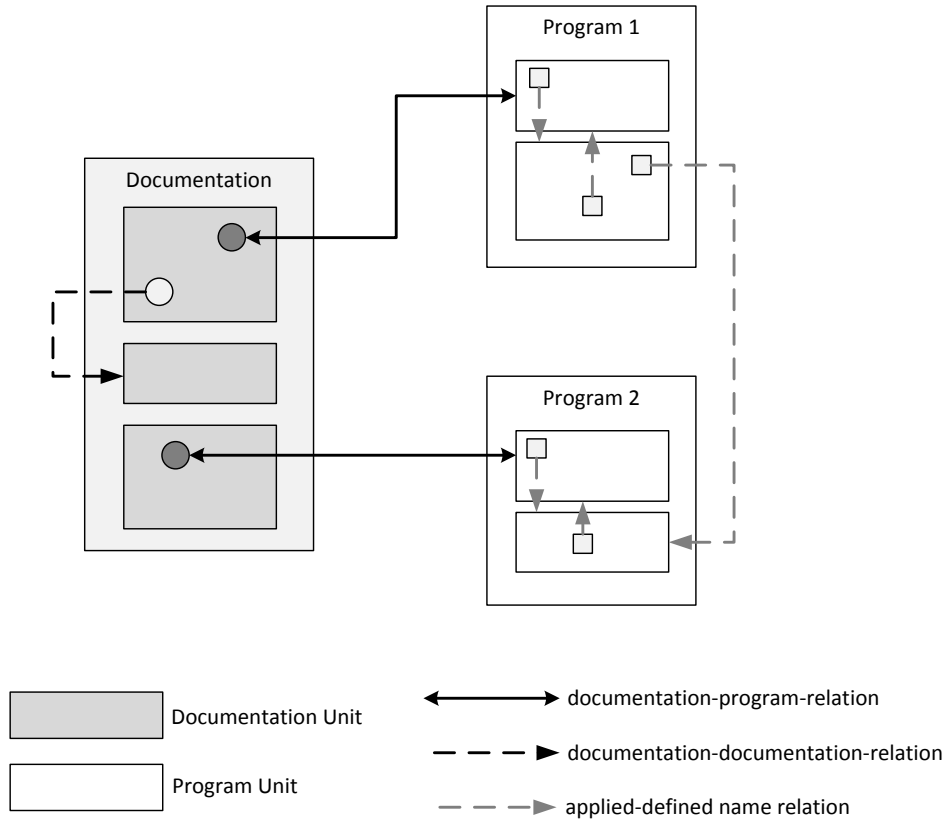 Program 1
Documentation
Program 2
Documentation Unit
Program Unit
documentation-program-relation
documentation-documentation-relation
applied-defined name relation